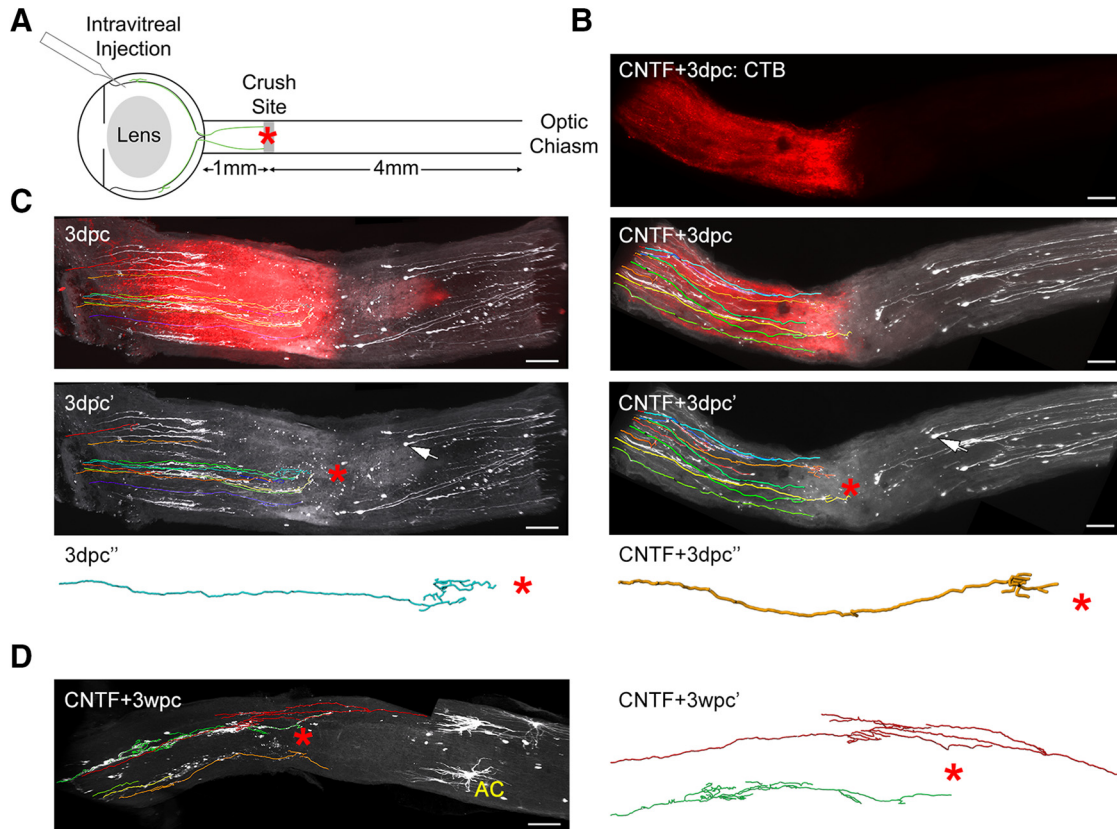 A
Intravitreal
Injection
Crush
Site
Lens
*
Optic
Chiasm
1mm
4mm
B
CNTF+3dpc: CTB
C
3dpc
CNTF+3dpc
3dpc'
*
CNTF+3dpc'
*
3dpc''
*
CNTF+3dpc''
*
D
CNTF+3wpc
*
AC
CNTF+3wpc'
*